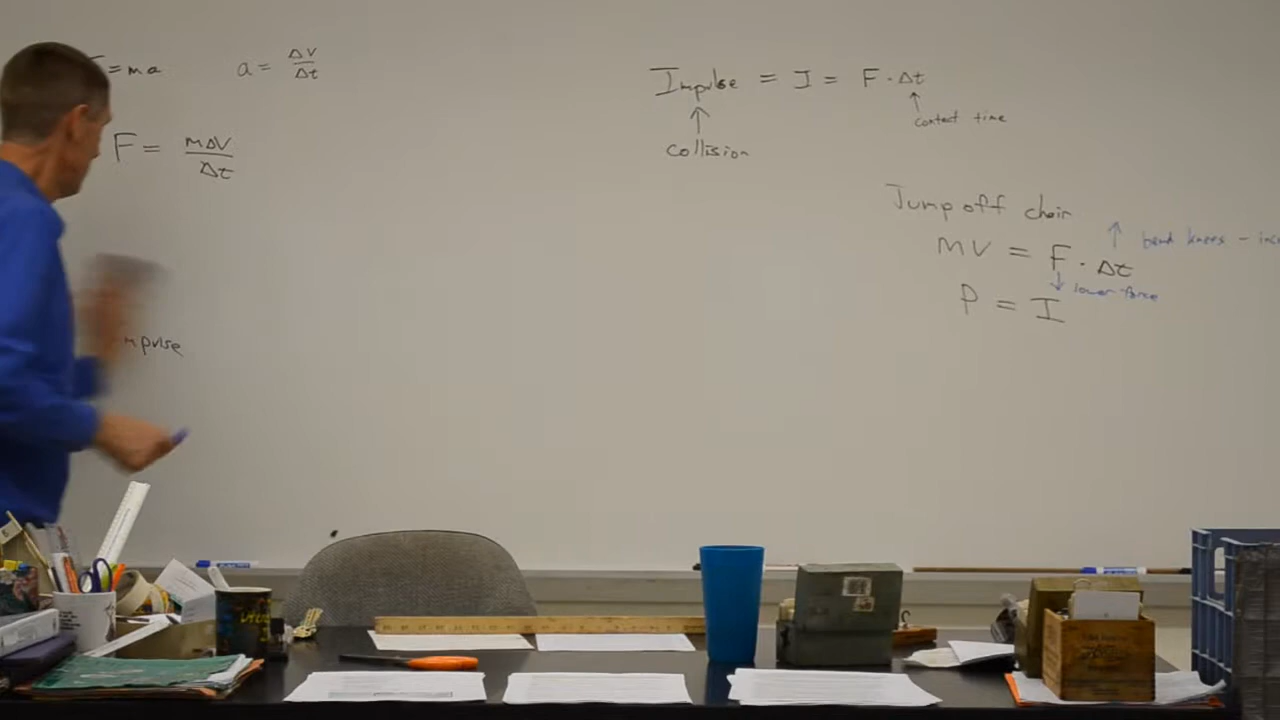 =ma a = ΔV/Δt
F = mΔV/Δt
mpulse
Impulse = I = F · Δt
↑ ↑
collision contact time
Jump off chair
MV = F · Δt ↑ bend knees - inc
↓ lower force
P = I